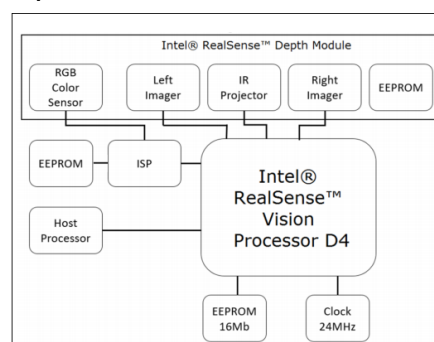 Intel® RealSense™ Depth Module
RGB
Color
Sensor
Left
Imager
IR
Projector
Right
Imager
EEPROM
EEPROM
ISP
Intel®
RealSense™
Vision
Processor D4
Host
Processor
EEPROM
16Mb
Clock
24MHz